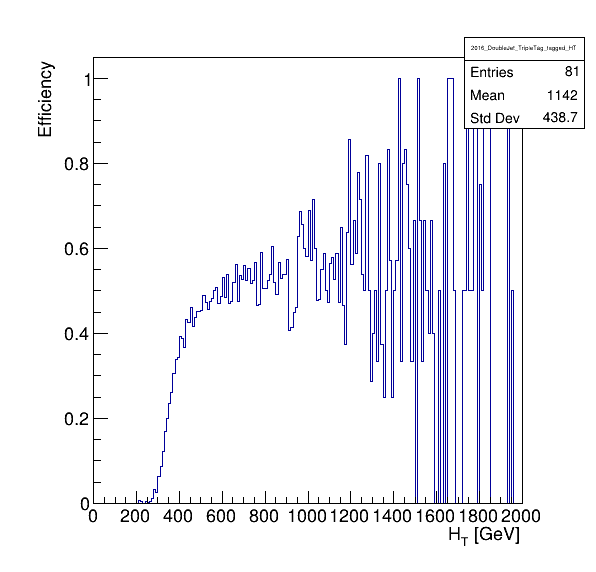 2016_DoubleJet_TripleTag_tagged_HT
Entries 81
Mean 1142
Std Dev 438.7
Efficiency
1
0.8
0.6
0.4
0.2
0
0 200 400 600 800 1000 1200 1400 1600 1800 2000
H_T [GeV]